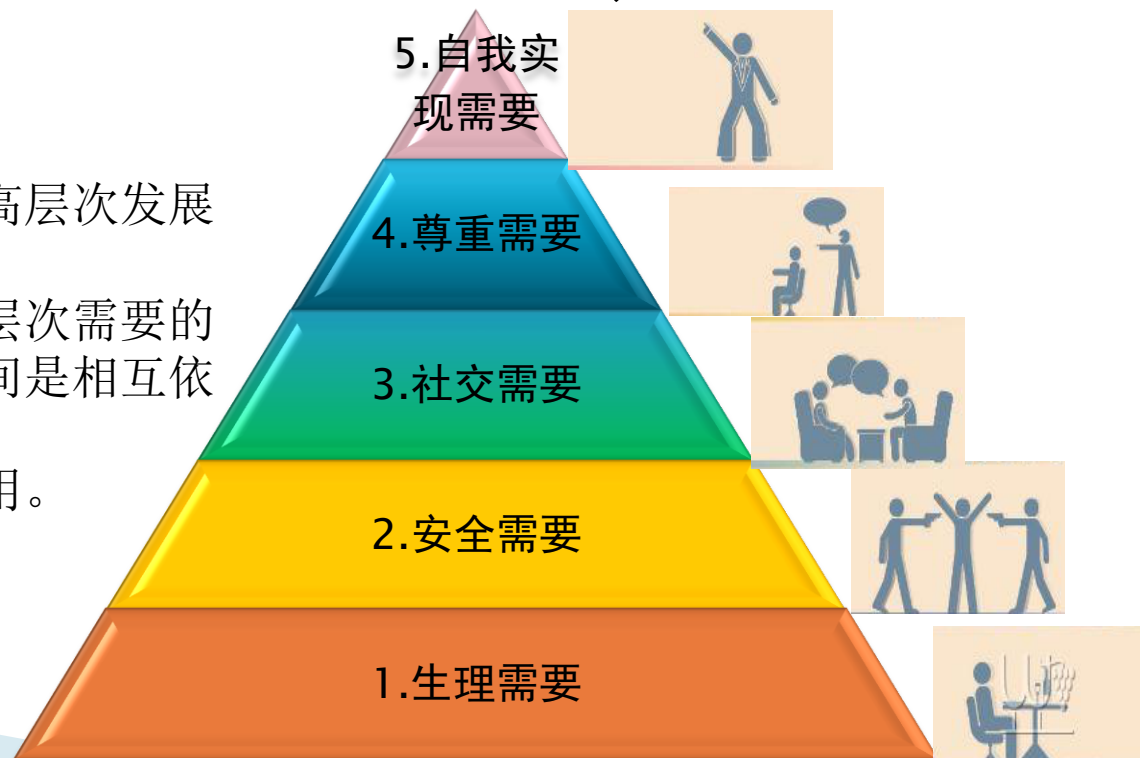 5.自我实
现需要
高层次发展
4.尊重需要
层次需要的
间是相互依
3.社交需要
用。
2.安全需要
1.生理需要